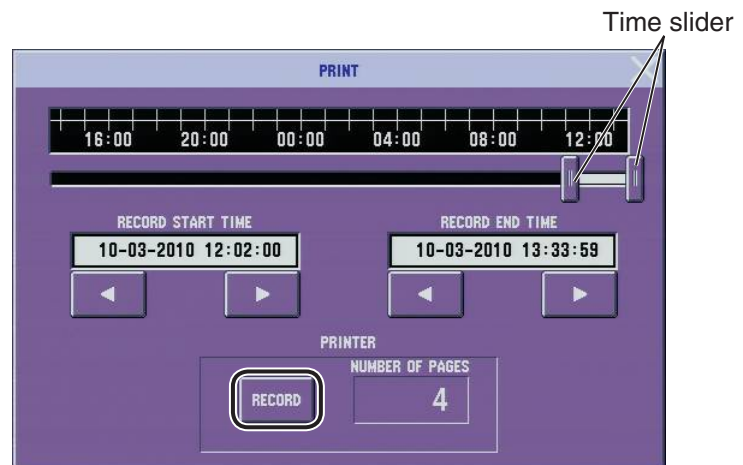 Time slider
PRINT
16:00 20:00 00:00 04:00 08:00 12:00
RECORD START TIME RECORD END TIME
10-03-2010 12:02:00 10-03-2010 13:33:59
PRINTER
NUMBER OF PAGES
RECORD 4